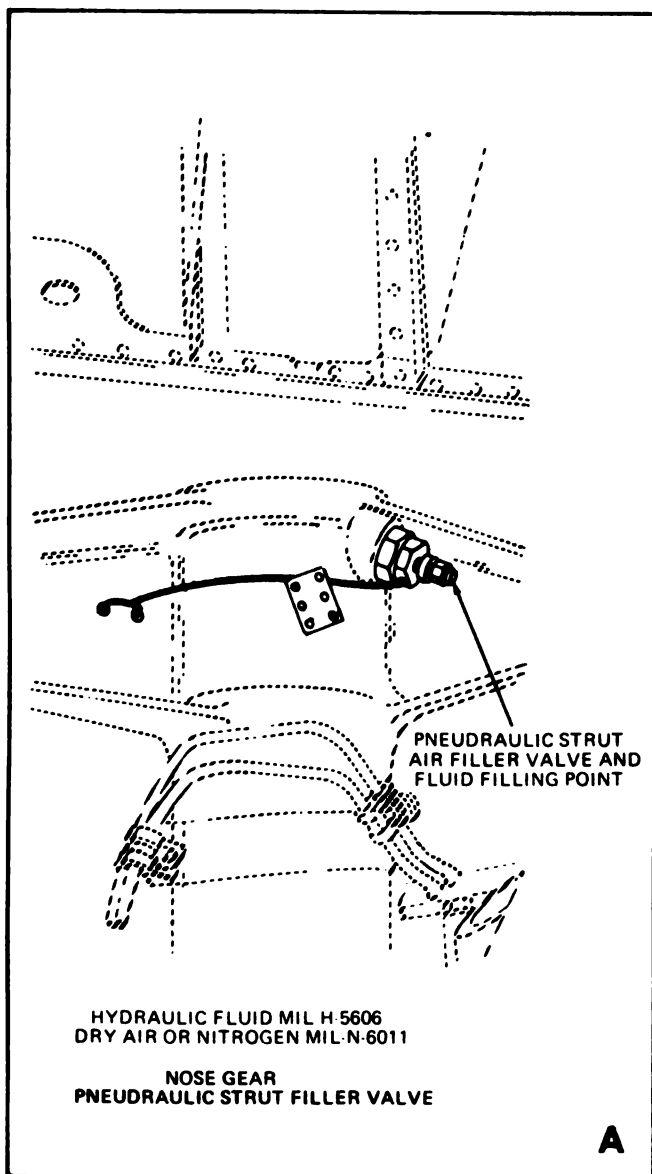 PNEUDRAULIC STRUT
AIR FILLER VALVE AND
FLUID FILLING POINT
HYDRAULIC FLUID MIL H-5606
DRY AIR OR NITROGEN MIL-N-6011
NOSE GEAR
PNEUDRAULIC STRUT FILLER VALVE
A